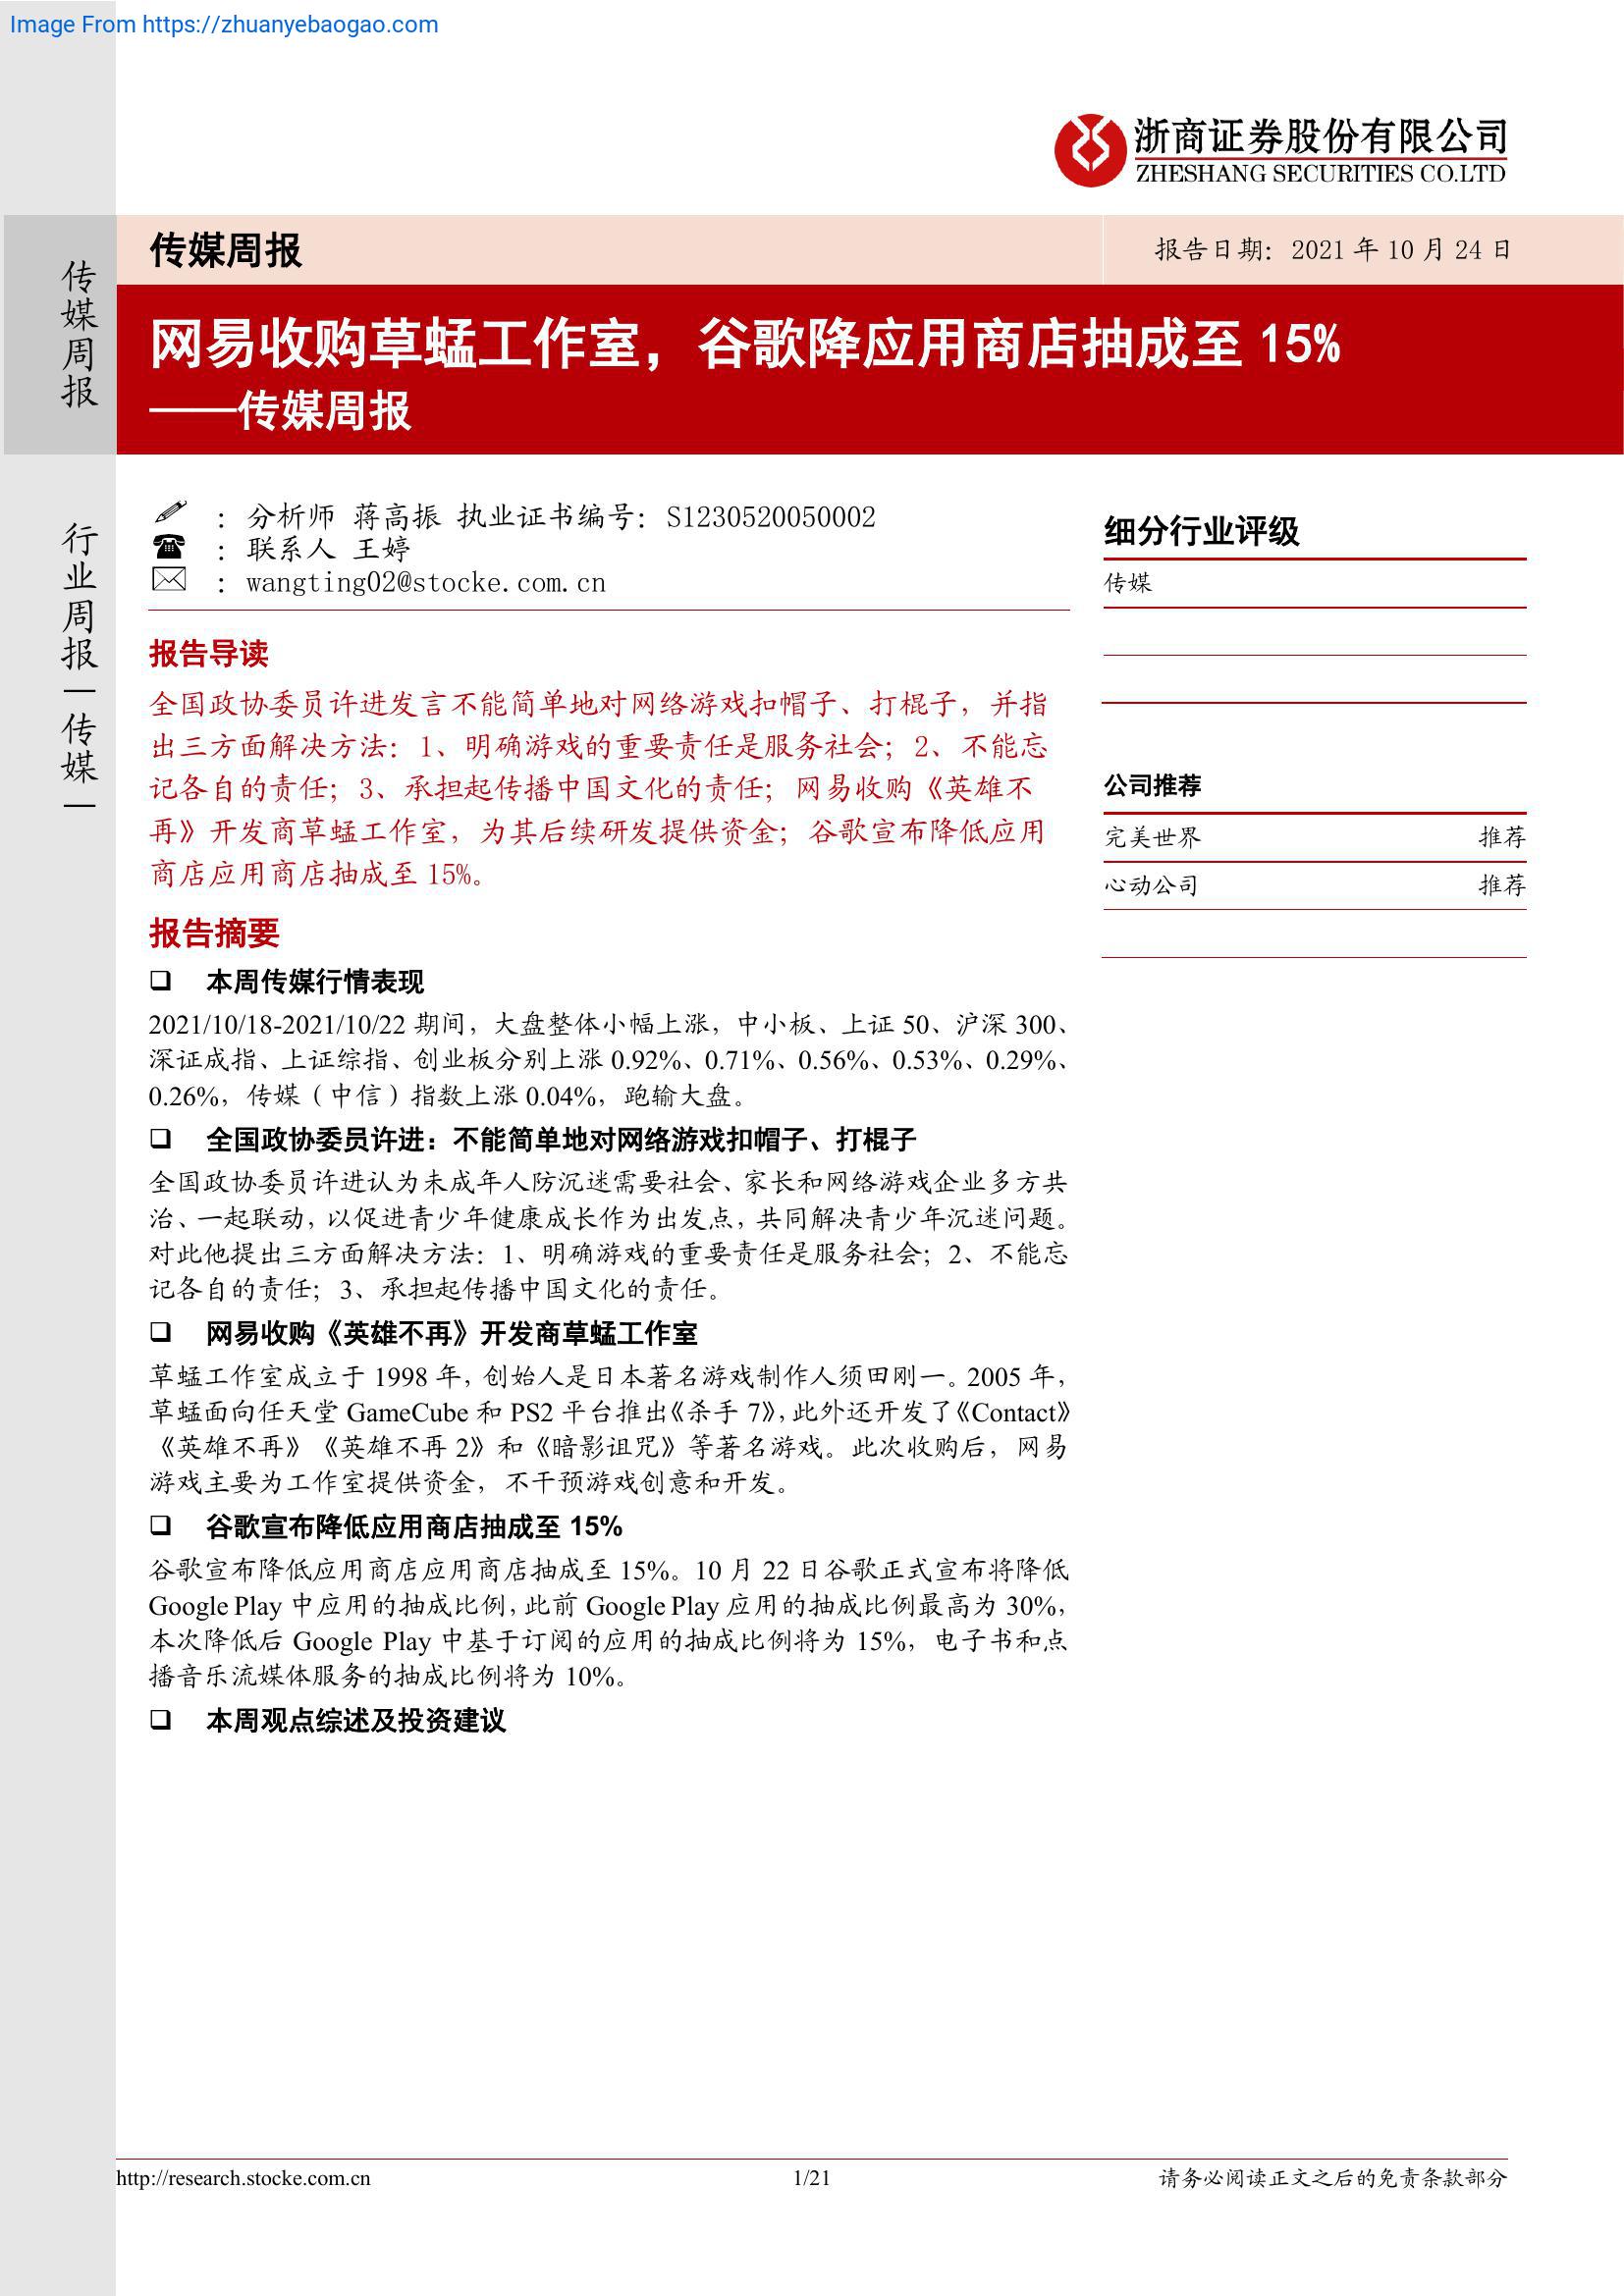 Image From https://zhuanyebaogao.com
浙商证券股份有限公司
ZHESHANG SECURITIES CO.LTD
传媒周报
报告日期：2021 年 10 月 24 日
网易收购草蜢工作室，谷歌降应用商店抽成至 15%
——传媒周报
传媒周报
行业周报|传媒|
：分析师 蒋高振 执业证书编号：S1230520050002
：联系人 王婷
：wangting02@stocke.com.cn
报告导读
全国政协委员许进发言不能简单地对网络游戏扣帽子、打棍子，并指
出三方面解决方法：1、明确游戏的重要责任是服务社会；2、不能忘
记各自的责任；3、承担起传播中国文化的责任；网易收购《英雄不
再》开发商草蜢工作室，为其后续研发提供资金；谷歌宣布降低应用
商店应用商店抽成至 15%。
报告摘要
❑ 本周传媒行情表现
2021/10/18-2021/10/22 期间，大盘整体小幅上涨，中小板、上证 50、沪深 300、
深证成指、上证综指、创业板分别上涨 0.92%、0.71%、0.56%、0.53%、0.29%、
0.26%，传媒（中信）指数上涨 0.04%，跑输大盘。
❑ 全国政协委员许进：不能简单地对网络游戏扣帽子、打棍子
全国政协委员许进认为未成年人防沉迷需要社会、家长和网络游戏企业多方共
治、一起联动，以促进青少年健康成长作为出发点，共同解决青少年沉迷问题。
对此他提出三方面解决方法：1、明确游戏的重要责任是服务社会；2、不能忘
记各自的责任；3、承担起传播中国文化的责任。
❑ 网易收购《英雄不再》开发商草蜢工作室
草蜢工作室成立于 1998 年，创始人是日本著名游戏制作人须田刚一。2005 年，
草蜢面向任天堂 GameCube 和 PS2 平台推出《杀手 7》，此外还开发了《Contact》
《英雄不再》《英雄不再 2》和《暗影诅咒》等著名游戏。此次收购后，网易
游戏主要为工作室提供资金，不干预游戏创意和开发。
❑ 谷歌宣布降低应用商店抽成至 15%
谷歌宣布降低应用商店应用商店抽成至 15%。10 月 22 日谷歌正式宣布将降低
Google Play 中应用的抽成比例，此前 Google Play 应用的抽成比例最高为 30%，
本次降低后 Google Play 中基于订阅的应用的抽成比例将为 15%，电子书和点
播音乐流媒体服务的抽成比例将为 10%。
❑ 本周观点综述及投资建议
细分行业评级
传媒
公司推荐
完美世界 推荐
心动公司 推荐
http://research.stocke.com.cn
1/21
请务必阅读正文之后的免责条款部分